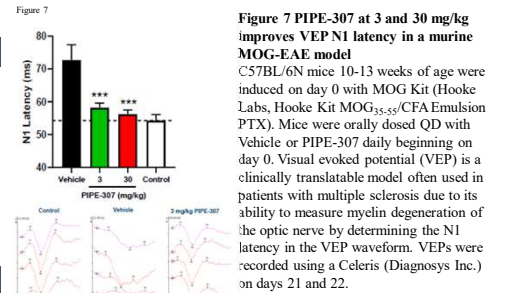 Figure 7
80
70
60
50
40
N1 Latency (ms)
***
***
Vehicle 3 30 Control
PIPE-307 (mg/kg)
Control Vehicle 3 mg/kg PIPE-307
Figure 7 PIPE-307 at 3 and 30 mg/kg
improves VEP N1 latency in a murine
MOG-EAE model
C57BL/6N mice 10-13 weeks of age were
induced on day 0 with MOG Kit (Hooke
Labs, Hooke Kit MOG35-55/CFA Emulsion
PTX). Mice were orally dosed QD with
Vehicle or PIPE-307 daily beginning on
day 0. Visual evoked potential (VEP) is a
clinically translatable model often used in
patients with multiple sclerosis due to its
ability to measure myelin degeneration of
the optic nerve by determining the N1
latency in the VEP waveform. VEPs were
recorded using a Celeris (Diagnosys Inc.)
on days 21 and 22.